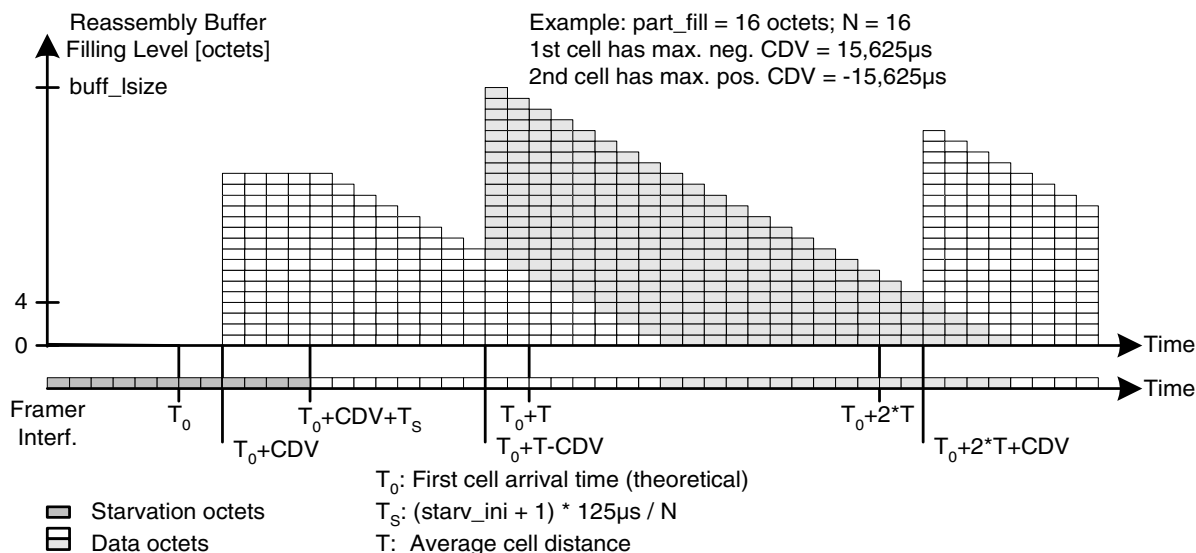 Reassembly Buffer
Filling Level [octets]
Example: part_fill = 16 octets; N = 16
1st cell has max. neg. CDV = 15,625µs
2nd cell has max. pos. CDV = -15,625µs
buff_lsize
4
0
Time
Time
Framer
Interf.
T0
T0+CDV+TS
T0+T
T0+2*T
T0+CDV
T0+T-CDV
T0+2*T+CDV
T0: First cell arrival time (theoretical)
Starvation octets
TS: (starv_ini + 1) * 125µs / N
Data octets
T: Average cell distance